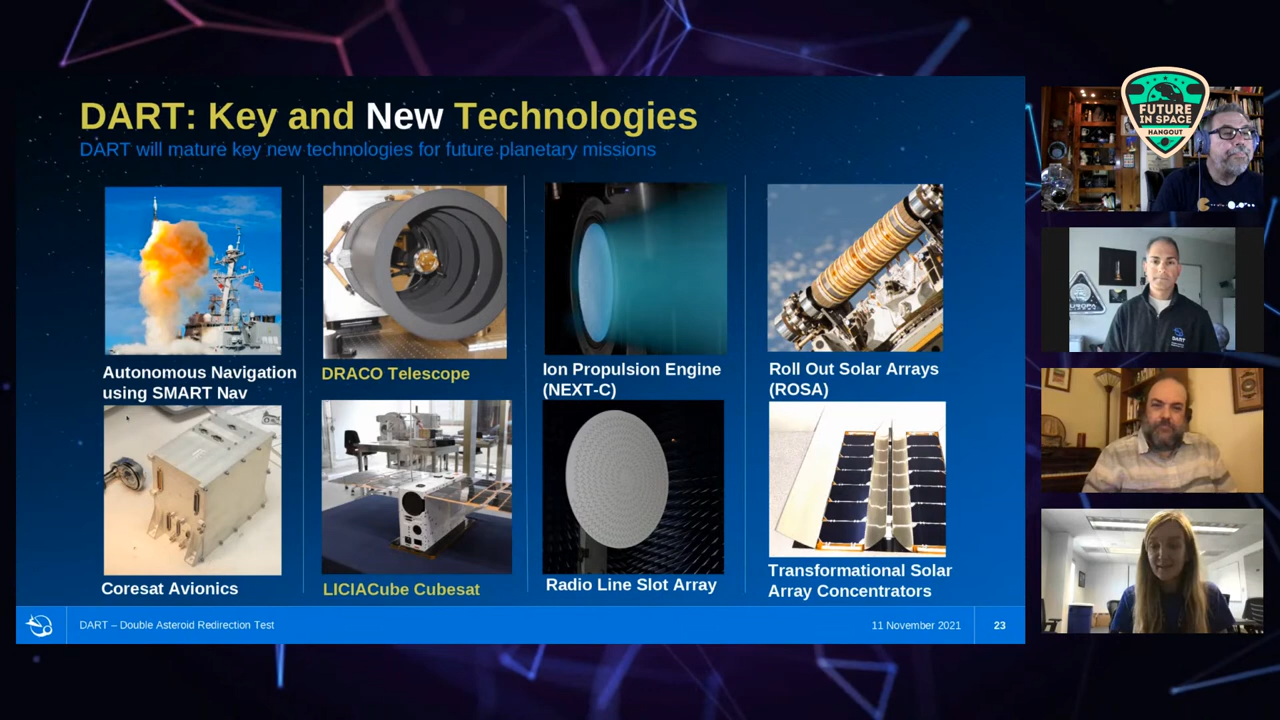 DART: Key and New Technologies
DART will mature key new technologies for future planetary missions
Autonomous Navigation
using SMART Nav
DRACO Telescope
Ion Propulsion Engine
(NEXT-C)
Roll Out Solar Arrays
(ROSA)
Coresat Avionics
LICIACube Cubesat
Radio Line Slot Array
Transformational Solar
Array Concentrators
DART – Double Asteroid Redirection Test
11 November 2021
23
FUTURE
IN SPACE
HANGOUT
DART